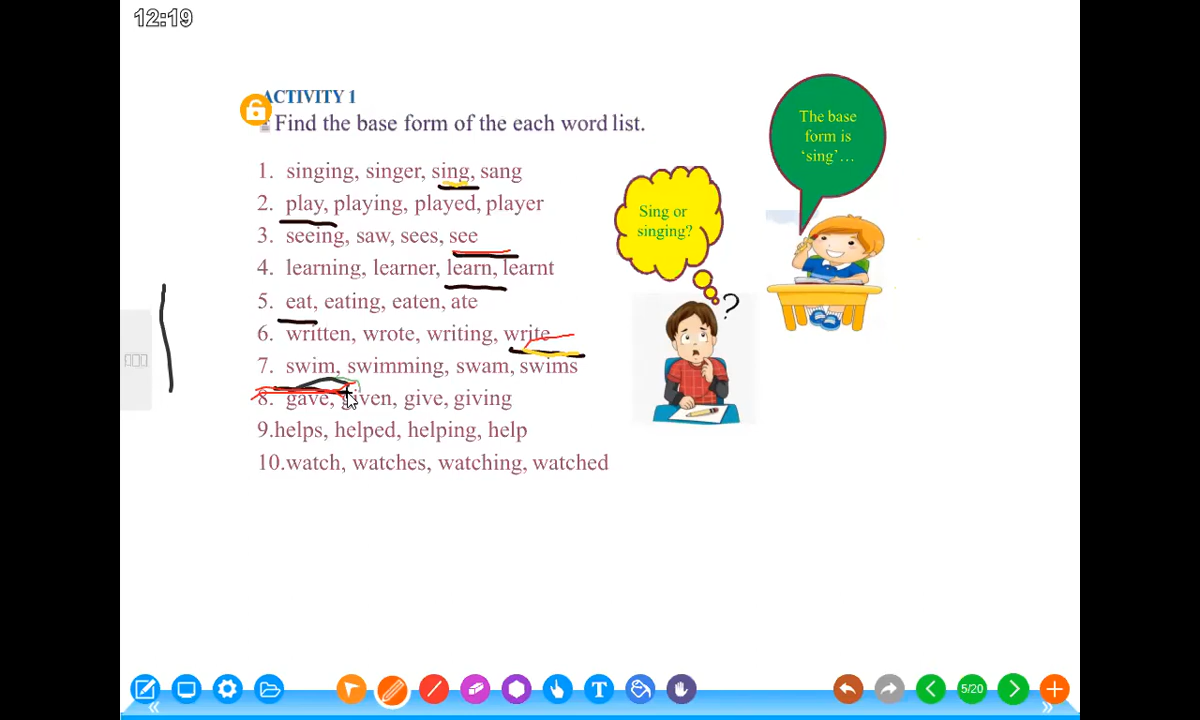 12:19
ACTIVITY 1
Find the base form of the each word list.
1. singing, singer, sing, sang
2. play, playing, played, player
3. seeing, saw, sees, see
4. learning, learner, learn, learnt
5. eat, eating, eaten, ate
6. written, wrote, writing, write
7. swim, swimming, swam, swims
8. gave, given, give, giving
9.helps, helped, helping, help
10.watch, watches, watching, watched
Sing or
singing?
?
The base
form is
‘sing’…
5/20